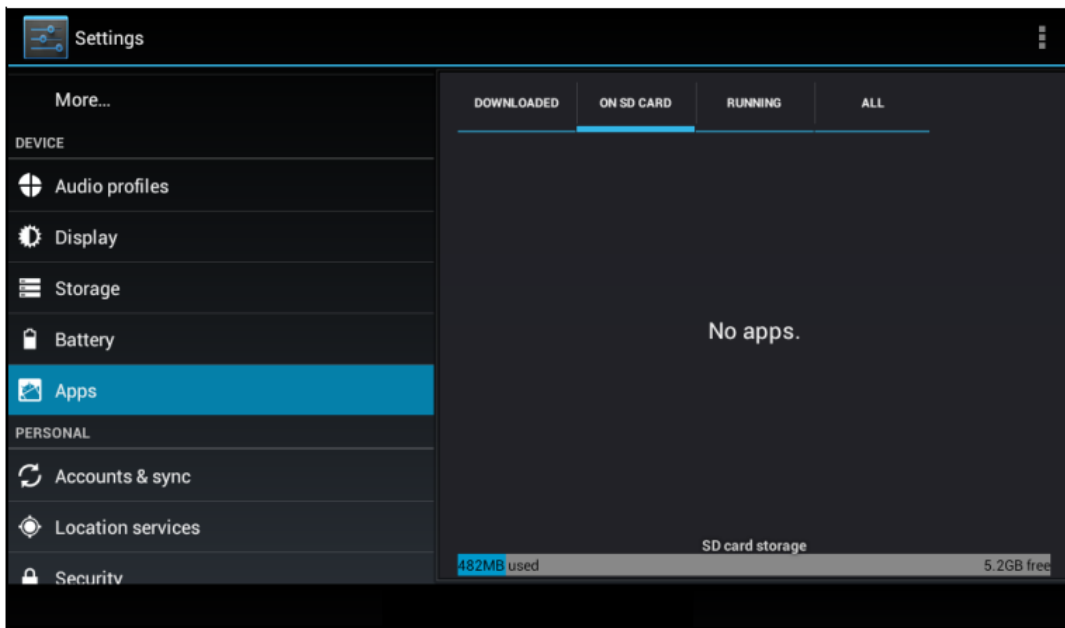 Settings
More...
DEVICE
Audio profiles
Display
Storage
Battery
Apps
PERSONAL
Accounts & sync
Location services
Security
DOWNLOADED ON SD CARD RUNNING ALL
No apps.
SD card storage
482MB used 5.2GB free